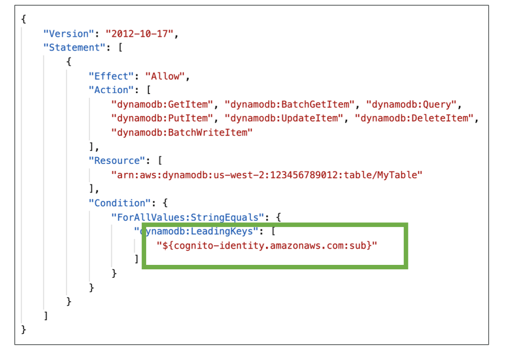 {
"Version": "2012-10-17",
"Statement": [
{
"Effect": "Allow",
"Action": [
"dynamodb:GetItem", "dynamodb:BatchGetItem", "dynamodb:Query",
"dynamodb:PutItem", "dynamodb:UpdateItem", "dynamodb:DeleteItem",
"dynamodb:BatchWriteItem"
],
"Resource": [
"arn:aws:dynamodb:us-west-2:123456789012:table/MyTable"
],
"Condition": {
"ForAllValues:StringEquals": {
"dynamodb:LeadingKeys": [
"${cognito-identity.amazonaws.com:sub}"
]
}
}
}
]
}